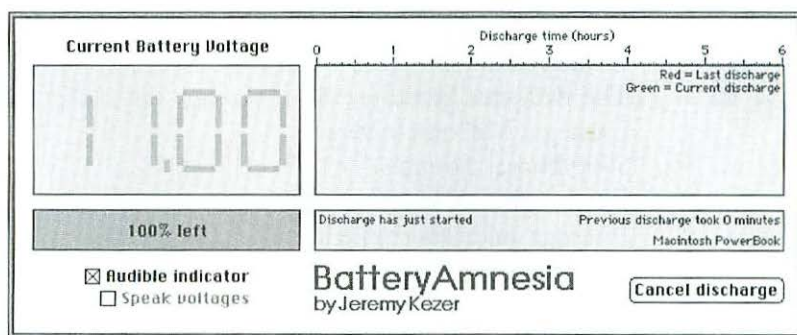 Current Battery Voltage
11.00
100% left
Audible indicator
Speak voltages
Discharge time (hours)
0 1 2 3 4 5 6
Red = Last discharge
Green = Current discharge
Discharge has just started
Previous discharge took 0 minutes
Macintosh PowerBook
BatteryAmnesia
by Jeremy Kezer
Cancel discharge